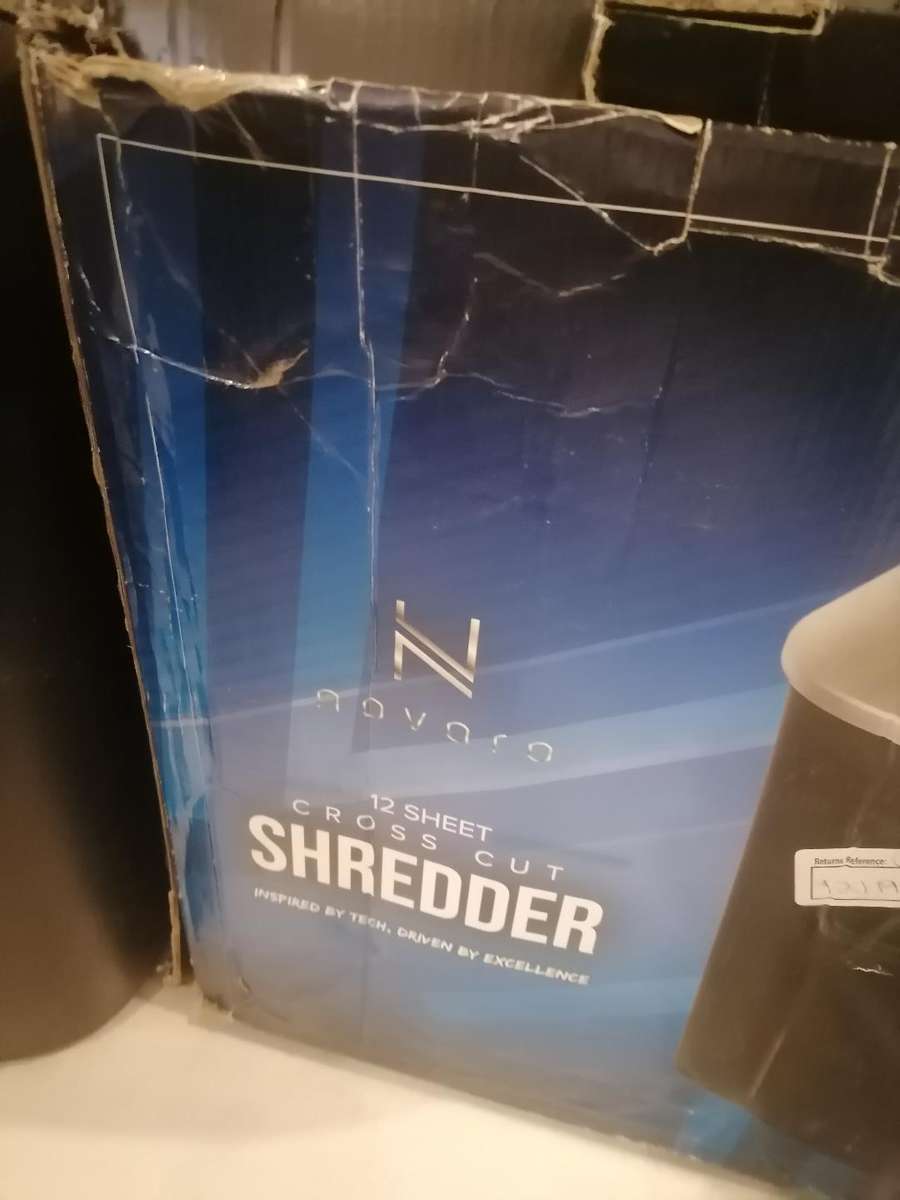 N
novaro
12 SHEET
CROSS CUT
SHREDDER
INSPIRED BY TECH, DRIVEN BY EXCELLENCE
Returns Reference: